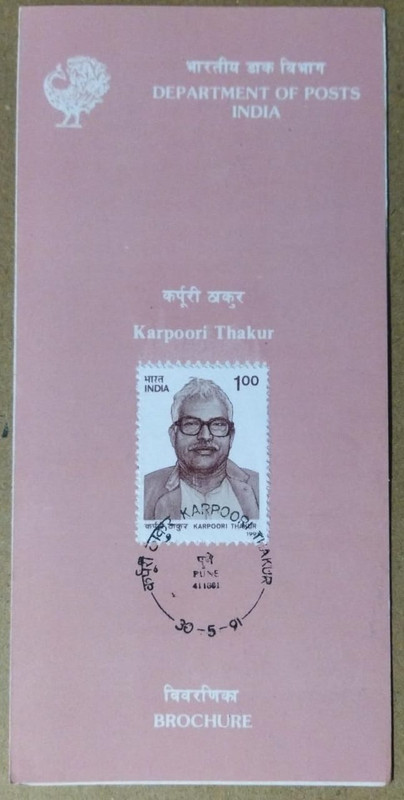 भारतीय डाक विभाग
DEPARTMENT OF POSTS
INDIA
कर्पूरी ठाकुर
Karpoori Thakur
भारत 1.00
INDIA
कर्पूरी ठाकुर KARPOORI THAKUR
कर्पूरी ठाकुर KARPOORI THAKUR
पुणे
PUNE
30-5-91
विवरणिका
BROCHURE